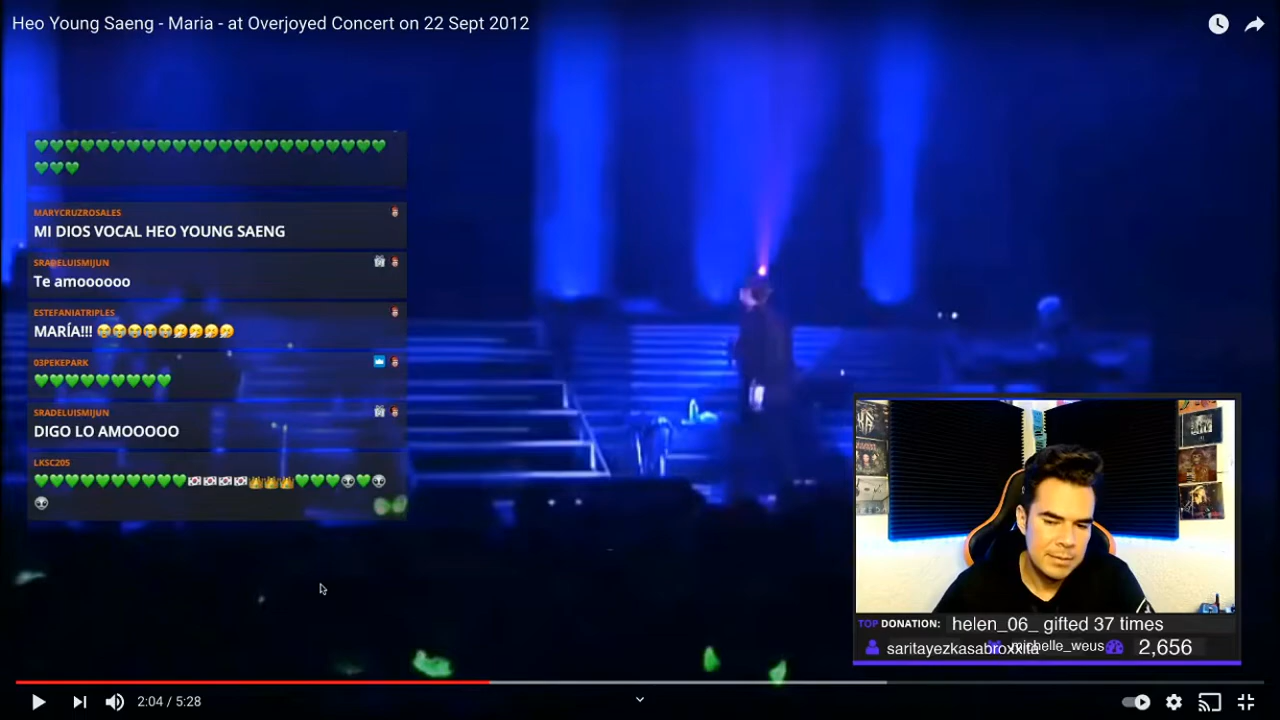 Heo Young Saeng - Maria - at Overjoyed Concert on 22 Sept 2012
💚💚💚💚💚💚💚💚💚💚💚💚💚💚💚💚💚💚💚💚💚💚💚
💚💚💚
MARYCRUZROSALES
MI DIOS VOCAL HEO YOUNG SAENG
SRADELUISMIJUN
Te amoooooo
ESTEFANIATRIPLES
MARÍA!!! 😭😭😭😭😭🤧🤧🤧🤧
03PEKEPARK
💚💚💚💚💚💚💚💚💚
SRADELUISMIJUN
DIGO LO AMOOOOO
LKSC205
💚💚💚💚💚💚💚💚💚💚🇰🇷🇰🇷🇰🇷🇰🇷👑👑👑💚💚💚👽💚👽
👽
TOP DONATION: helen_06_ gifted 37 times
saritayezkasabroxxite michelle_weus 2,656
2:04 / 5:28